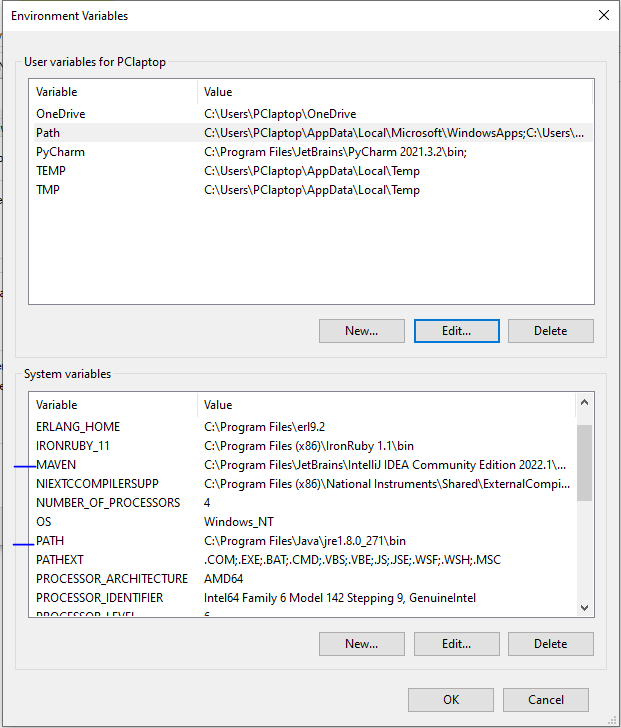 Environment Variables
User variables for PClaptop
Variable Value
OneDrive C:\Users\PClaptop\OneDrive
Path C:\Users\PClaptop\AppData\Local\Microsoft\WindowsApps;C:\Users\...
PyCharm C:\Program Files\JetBrains\PyCharm 2021.3.2\bin;
TEMP C:\Users\PClaptop\AppData\Local\Temp
TMP C:\Users\PClaptop\AppData\Local\Temp
New... Edit... Delete
System variables
Variable Value
ERLANG_HOME C:\Program Files\erl9.2
IRONRUBY_11 C:\Program Files (x86)\IronRuby 1.1\bin
MAVEN C:\Program Files\JetBrains\IntelliJ IDEA Community Edition 2022.1\...
NIEXTCCOMPILERSUPP C:\Program Files (x86)\National Instruments\Shared\ExternalCompi...
NUMBER_OF_PROCESSORS 4
OS Windows_NT
PATH C:\Program Files\Java\jre1.8.0_271\bin
PATHEXT .COM;.EXE;.BAT;.CMD;.VBS;.VBE;JS;.JSE;.WSF;.WSH;.MSC
PROCESSOR_ARCHITECTURE AMD64
PROCESSOR_IDENTIFIER Intel64 Family 6 Model 142 Stepping 9, GenuineIntel
PROCESSOR_LEVEL 6
New... Edit... Delete
OK Cancel